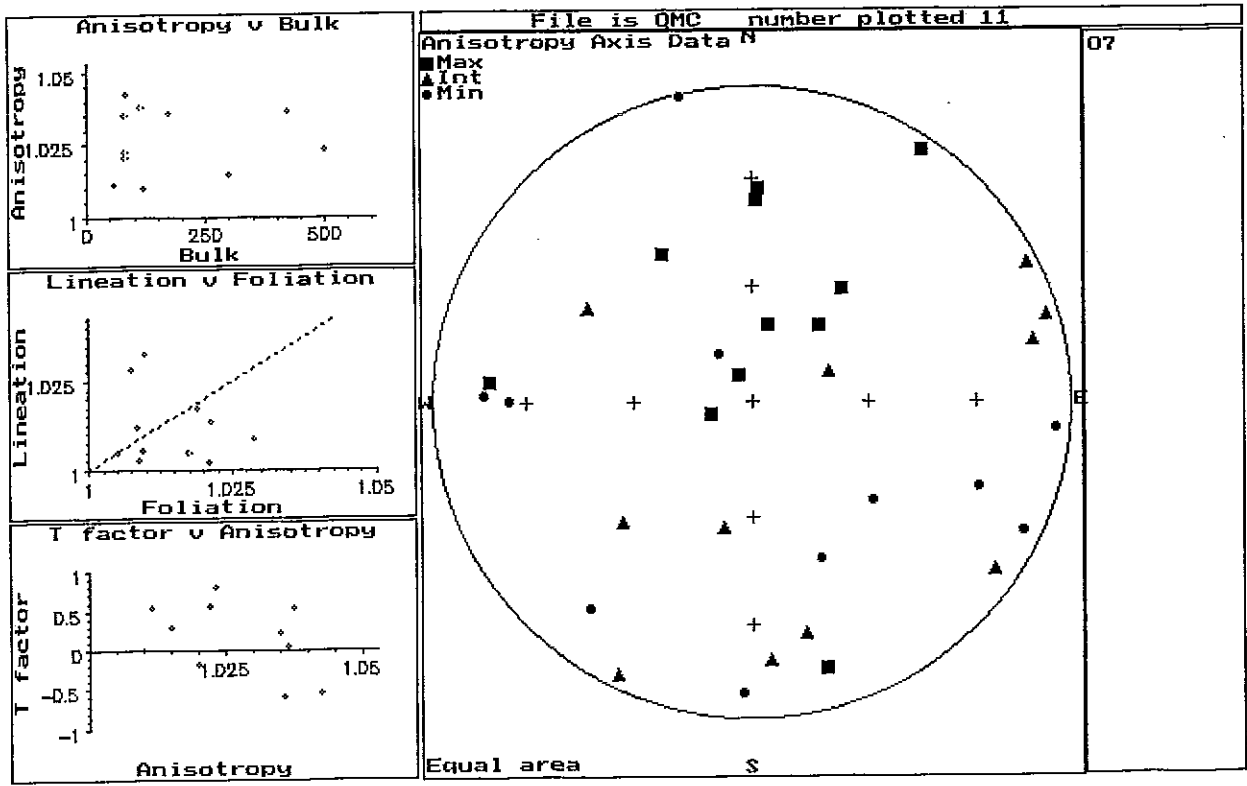 Anisotropy v Bulk
Anisotropy
1.05
1.025
1
0
250
500
Bulk
Lineation v Foliation
Lineation
1.025
1
1
1.025
1.05
Foliation
T factor v Anisotropy
T factor
1
0.5
0
-0.5
-1
1.025
1.05
Anisotropy
File is QMC number plotted 11
Anisotropy Axis Data
N
Max
Int
Min
W
E
S
Equal area
07